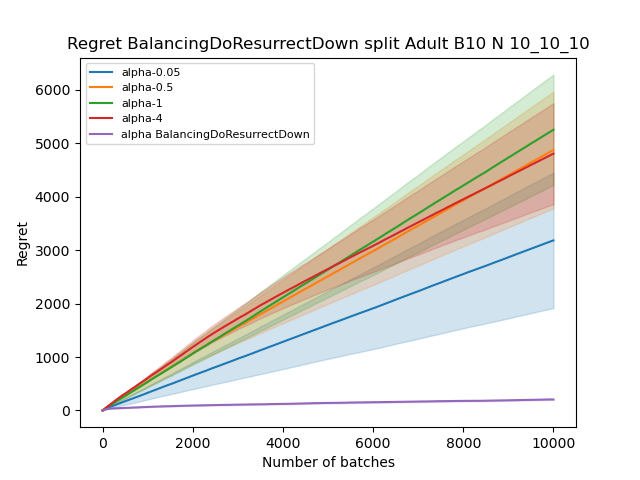 Regret BalancingDoResurrectDown split Adult B10 N 10_10_10
alpha-0.05
alpha-0.5
alpha-1
alpha-4
alpha BalancingDoResurrectDown
6000
5000
4000
3000
2000
1000
0
Regret
0 2000 4000 6000 8000 10000
Number of batches